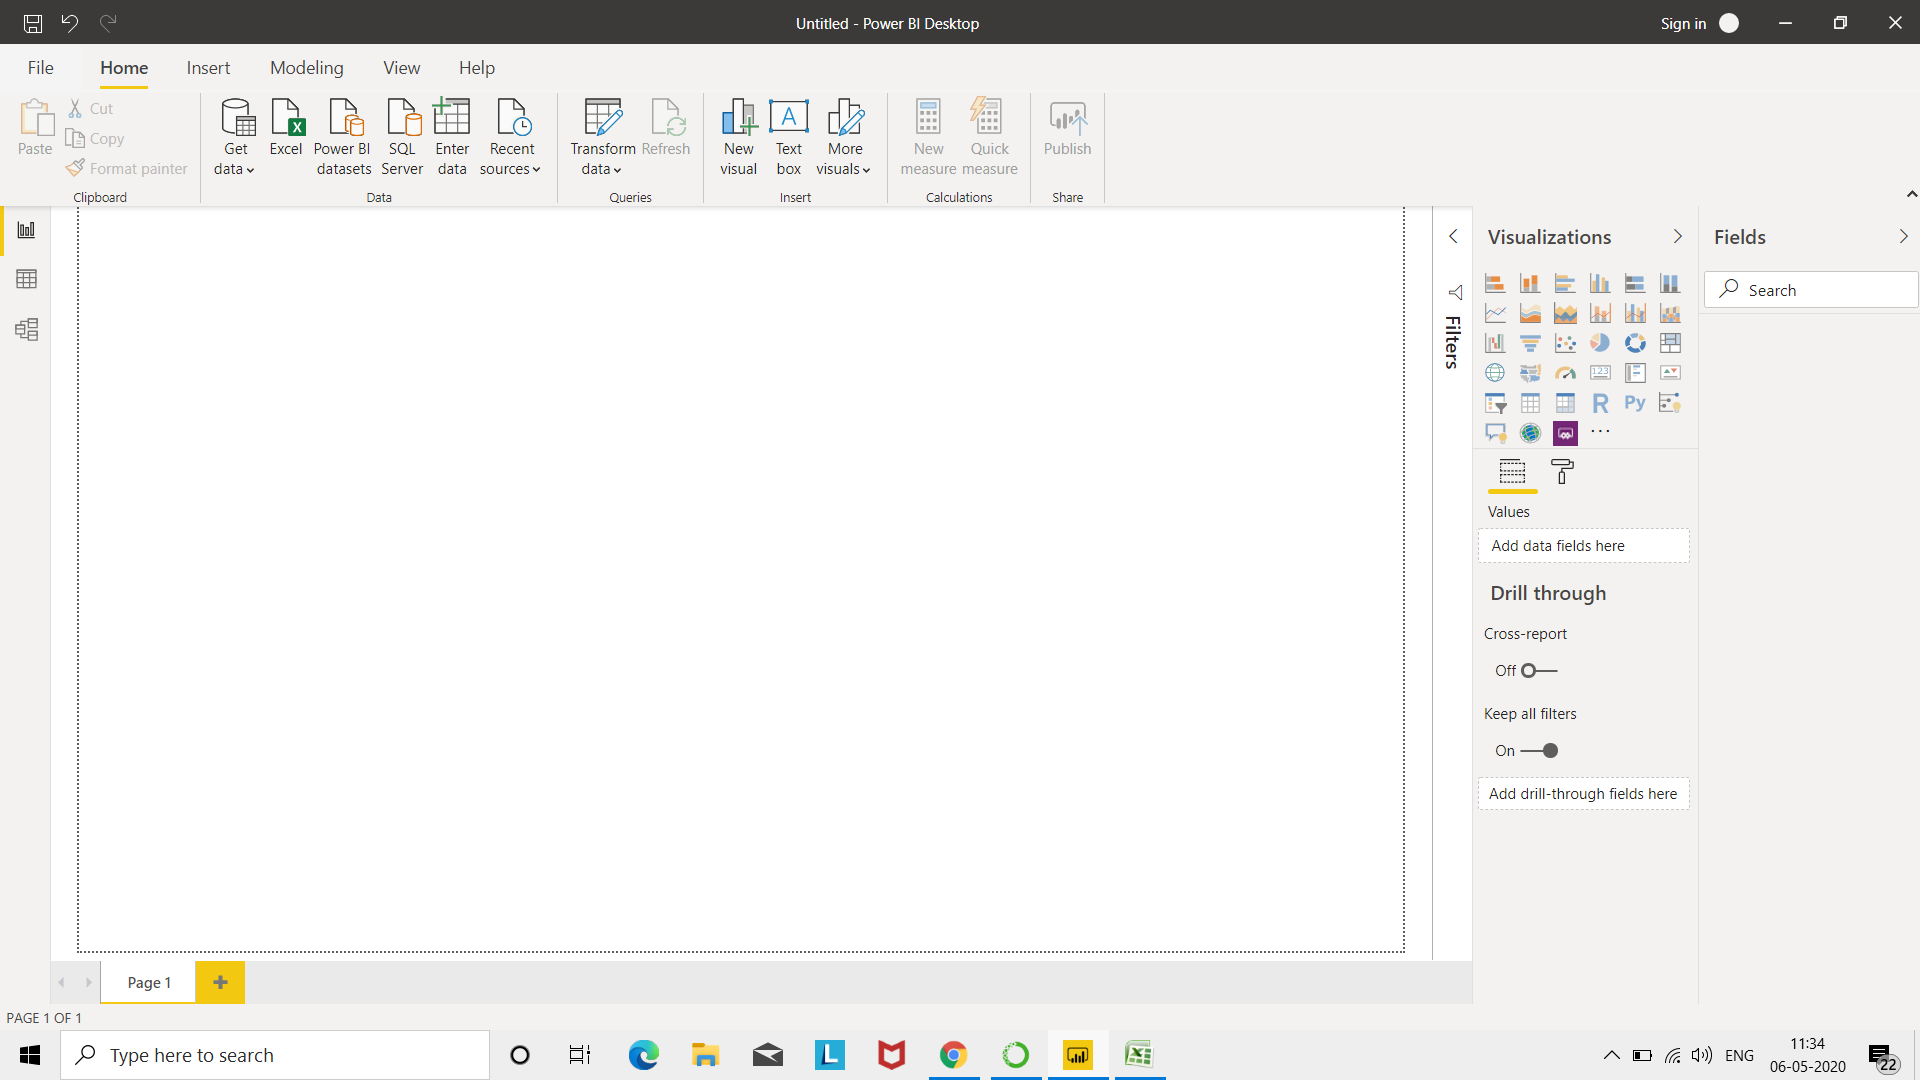 Untitled - Power BI Desktop
Sign in
File Home Insert Modeling View Help
Paste
Cut
Copy
Format painter
Clipboard
Get data
Excel
Power BI datasets
SQL Server
Enter data
Recent sources
Data
Transform data
Refresh
Queries
New visual
A
Text box
More visuals
Insert
New measure
Quick measure
Calculations
Publish
Share
Filters
Visualizations
123
R
Py
Values
Add data fields here
Drill through
Cross-report
Off
Keep all filters
On
Add drill-through fields here
Fields
Search
Page 1
PAGE 1 OF 1
Type here to search
L
ENG
11:34
06-05-2020
22